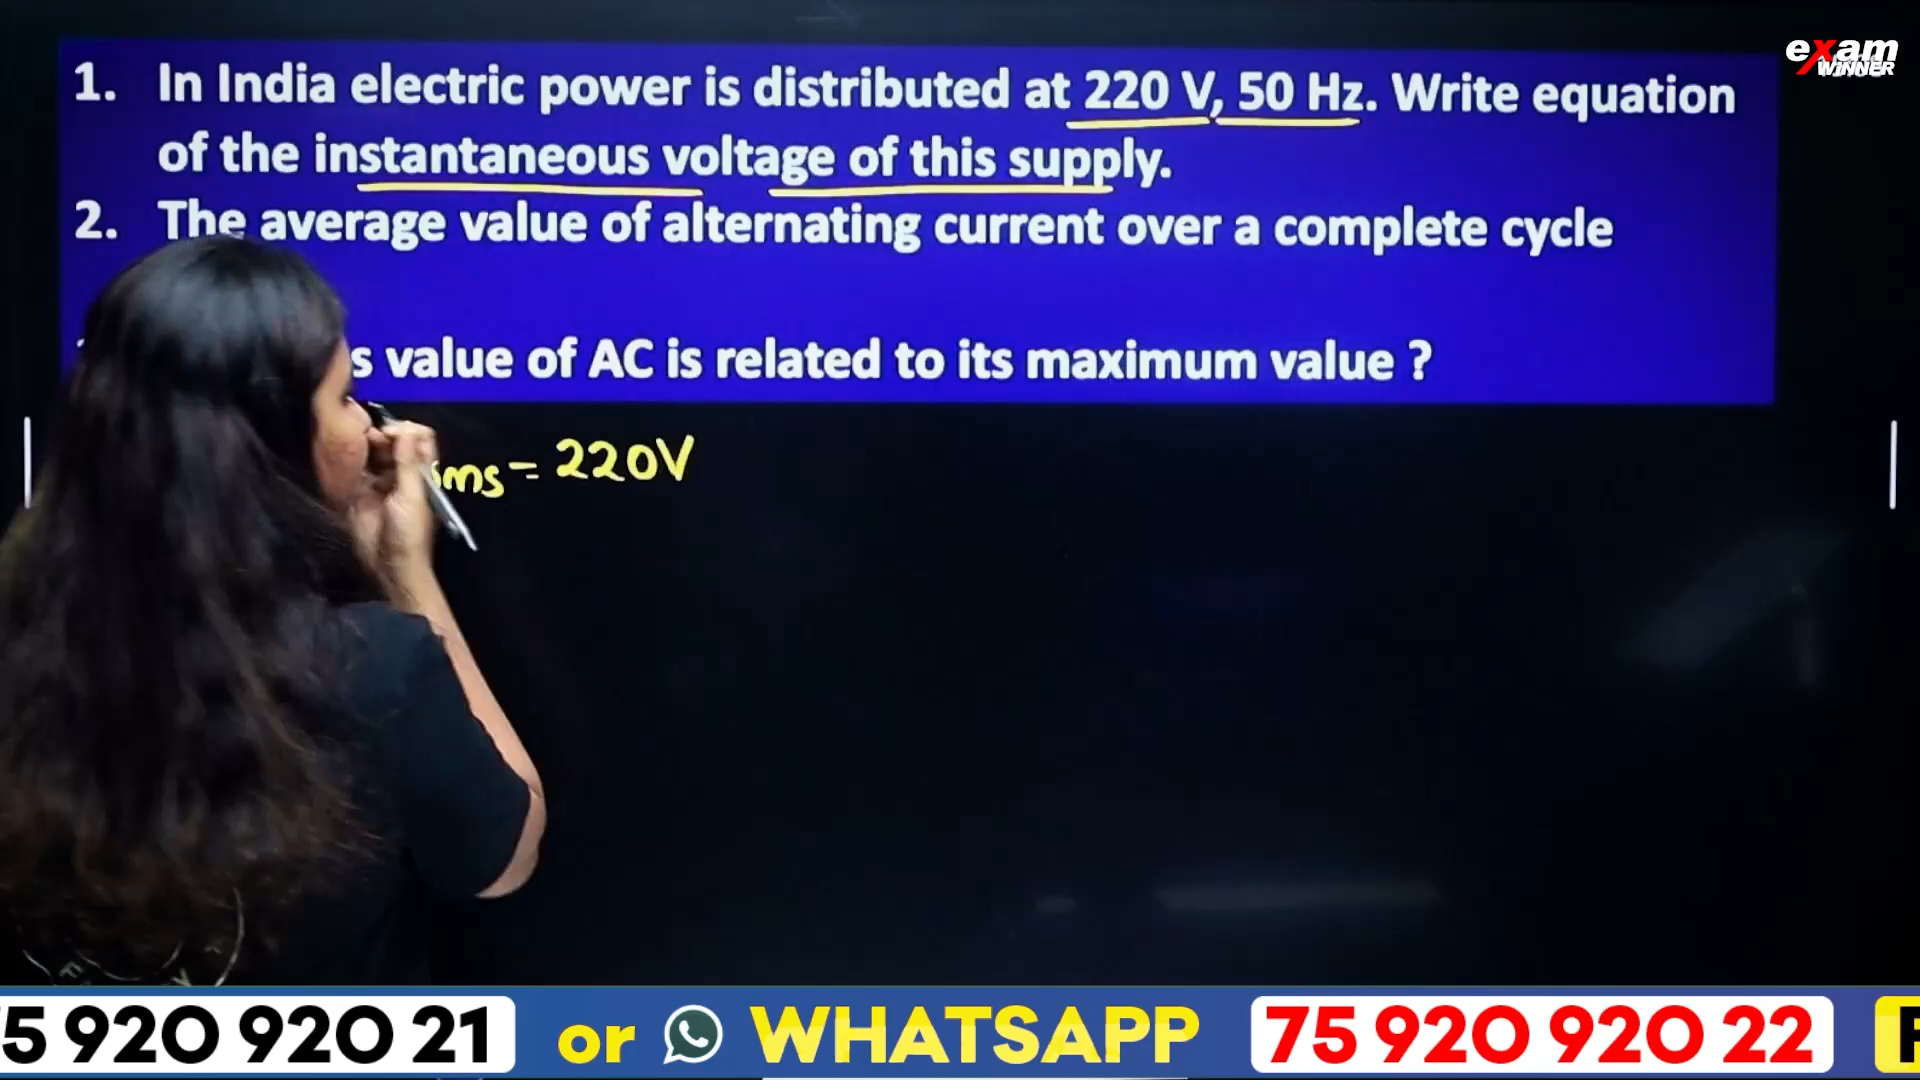 exam
WINNER
1. In India electric power is distributed at 220 V, 50 Hz. Write equation
of the instantaneous voltage of this supply.
2. The average value of alternating current over a complete cycle
value of AC is related to its maximum value ?
= 220V
5 920 920 21 or WHATSAPP 75 920 920 22